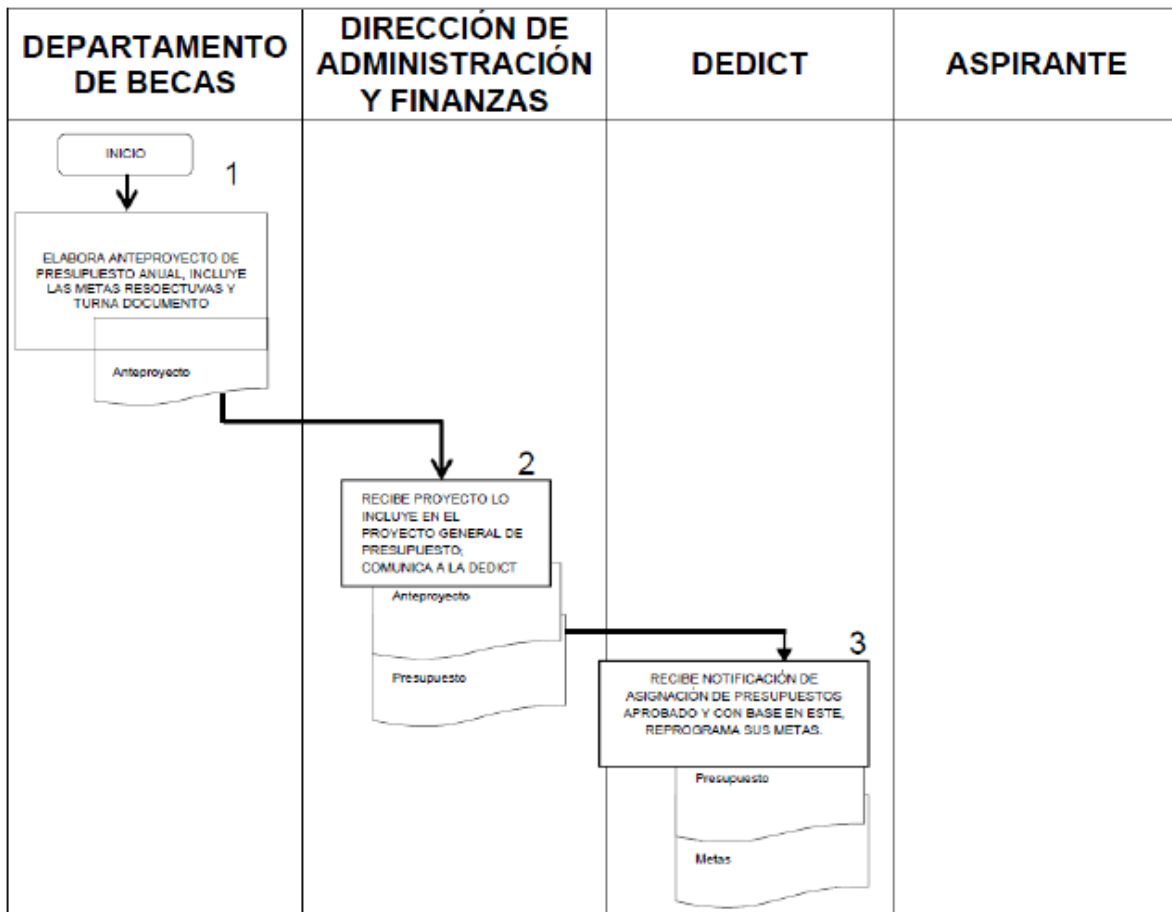 DEPARTAMENTO
DE BECAS
DIRECCIÓN DE
ADMINISTRACIÓN
Y FINANZAS
DEDICT
ASPIRANTE
INICIO
1
ELABORA ANTEPROYECTO DE
PRESUPUESTO ANUAL, INCLUYE
LAS METAS RESOECTUVAS Y
TURNA DOCUMENTO
Anteproyecto
2
RECIBE PROYECTO LO
INCLUYE EN EL
PROYECTO GENERAL DE
PRESUPUESTO;
COMUNICA A LA DEDICT
Anteproyecto
Presupuesto
3
RECIBE NOTIFICACIÓN DE
ASIGNACIÓN DE PRESUPUESTOS
APROBADO Y CON BASE EN ESTE,
REPROGRAMA SUS METAS.
Presupuesto
Metas